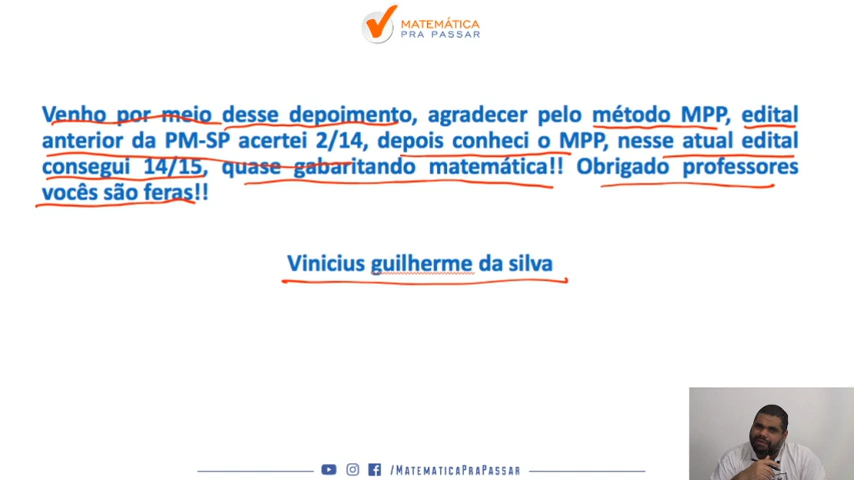 MATEMÁTICA
PRA PASSAR
Venho por meio desse depoimento, agradecer pelo método MPP, edital
anterior da PM-SP acertei 2/14, depois conheci o MPP, nesse atual edital
consegui 14/15, quase gabaritando matemática!! Obrigado professores
vocês são feras!!
Vinicius guilherme da silva
/MATEMATICAPRAPASSAR